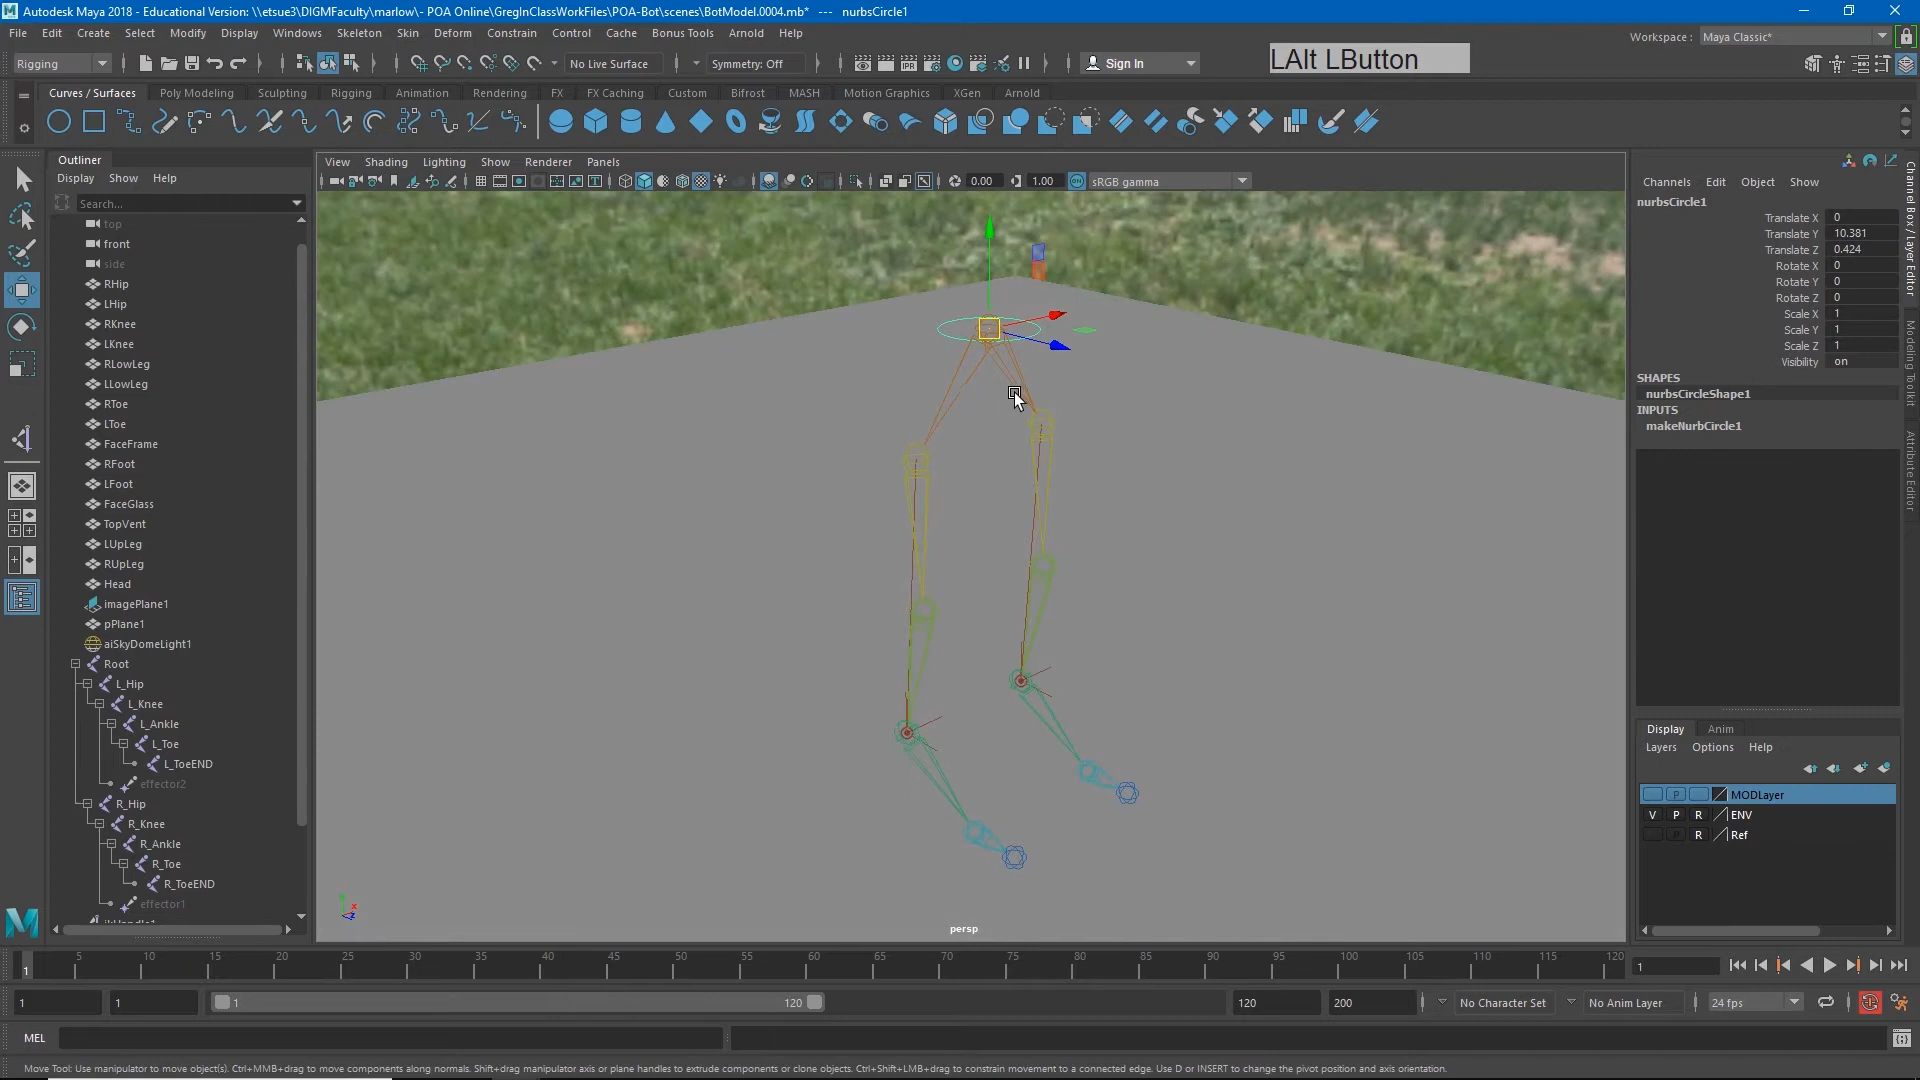 Autodesk Maya 2018 - Educational Version: \\etsue3\DIGMFaculty\marlow\- POA Online\GregInClassWorkFiles\POA-Bot\scenes\BotModel.0004.mb* --- nurbsCircle1
File Edit Create Select Modify Display Windows Skeleton Skin Deform Constrain Control Cache Bonus Tools Arnold Help
Workspace : Maya Classic*
Rigging No Live Surface Symmetry: Off Sign In
LAlt LButton
Curves / Surfaces Poly Modeling Sculpting Rigging Animation Rendering FX FX Caching Custom Bifrost MASH Motion Graphics XGen Arnold
Outliner
Display Show Help
Search...
top
front
side
RHip
LHip
RKnee
LKnee
RLowLeg
LLowLeg
RToe
LToe
FaceFrame
RFoot
LFoot
FaceGlass
TopVent
LUpLeg
RUpLeg
Head
imagePlane1
pPlane1
aiSkyDomeLight1
Root
L_Hip
L_Knee
L_Ankle
L_Toe
L_ToeEND
effector2
R_Hip
R_Knee
R_Ankle
R_Toe
R_ToeEND
effector1
View Shading Lighting Show Renderer Panels
0.00 1.00 ON sRGB gamma
persp
Channels Edit Object Show
nurbsCircle1
Translate X 0
Translate Y 10.381
Translate Z 0.424
Rotate X 0
Rotate Y 0
Rotate Z 0
Scale X 1
Scale Y 1
Scale Z 1
Visibility on
SHAPES
nurbsCircleShape1
INPUTS
makeNurbCircle1
Channel Box / Layer Editor
Modeling Toolkit
Attribute Editor
Display Anim
Layers Options Help
P MODLayer
V P R ENV
P R Ref
1 5 10 15 20 25 30 35 40 45 50 55 60 65 70 75 80 85 90 95 100 105 110 115 120 1
1 1 1 120 120 200 No Character Set No Anim Layer 24 fps
MEL
Move Tool: Use manipulator to move object(s). Ctrl+MMB+drag to move components along normals. Shift+drag manipulator axis or plane handles to extrude components or clone objects. Ctrl+Shift+LMB+drag to constrain movement to a connected edge. Use D or INSERT to change the pivot position and axis orientation.